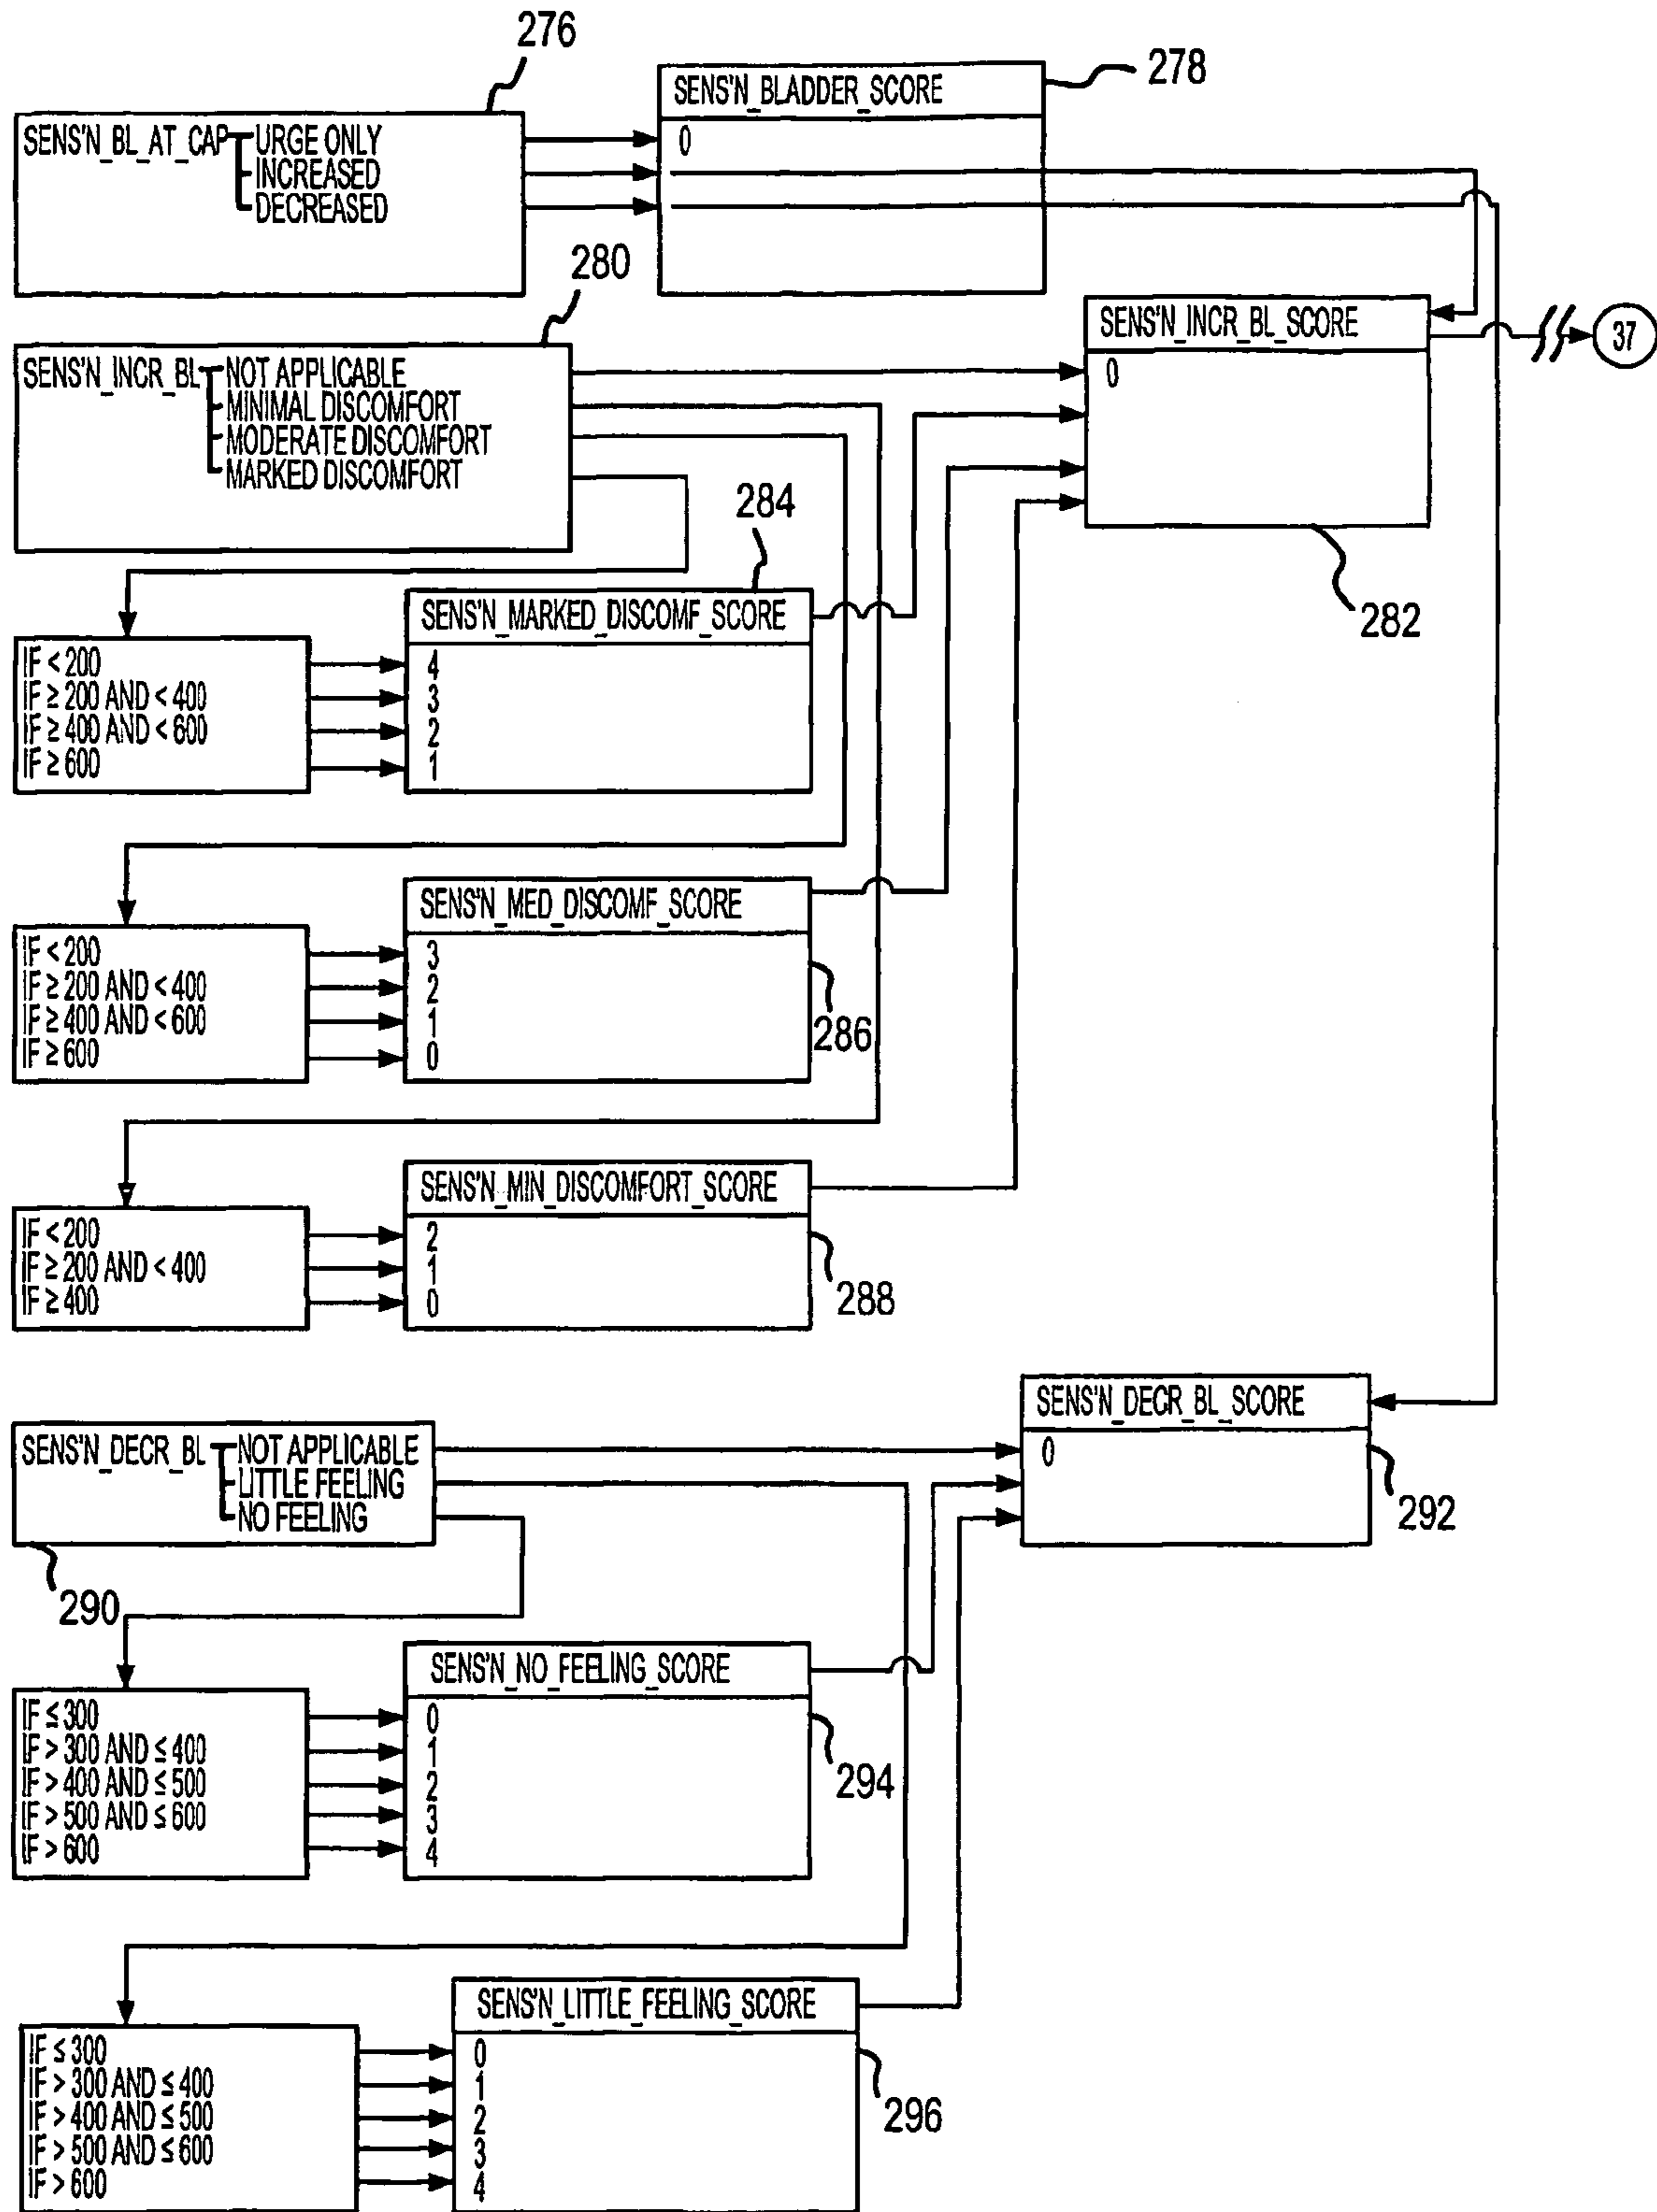 276
SENS'N_BLADDER_SCORE
278
SENS'N_BL_AT_CAP URGE ONLY
INCREASED
DECREASED
0
280
SENS'N_INCR_BL_SCORE
37
SENS'N_INCR_BL NOT APPLICABLE
MINIMAL DISCOMFORT
MODERATE DISCOMFORT
MARKED DISCOMFORT
0
282
284
SENS'N_MARKED_DISCOMF_SCORE
IF < 200
IF ≥ 200 AND < 400
IF ≥ 400 AND < 600
IF ≥ 600
4
3
2
1
SENS'N_MED_DISCOMF_SCORE
IF < 200
IF ≥ 200 AND < 400
IF ≥ 400 AND < 600
IF ≥ 600
3
2
1
0
286
SENS'N_MIN_DISCOMFORT_SCORE
IF < 200
IF ≥ 200 AND < 400
IF ≥ 400
2
1
0
288
SENS'N_DECR_BL_SCORE
SENS'N_DECR_BL NOT APPLICABLE
LITTLE FEELING
NO FEELING
0
292
290
SENS'N_NO_FEELING_SCORE
IF ≤ 300
IF > 300 AND ≤ 400
IF > 400 AND ≤ 500
IF > 500 AND ≤ 600
IF > 600
0
1
2
3
4
294
SENS'N_LITTLE_FEELING_SCORE
IF ≤ 300
IF > 300 AND ≤ 400
IF > 400 AND ≤ 500
IF > 500 AND ≤ 600
IF > 600
0
1
2
3
4
296